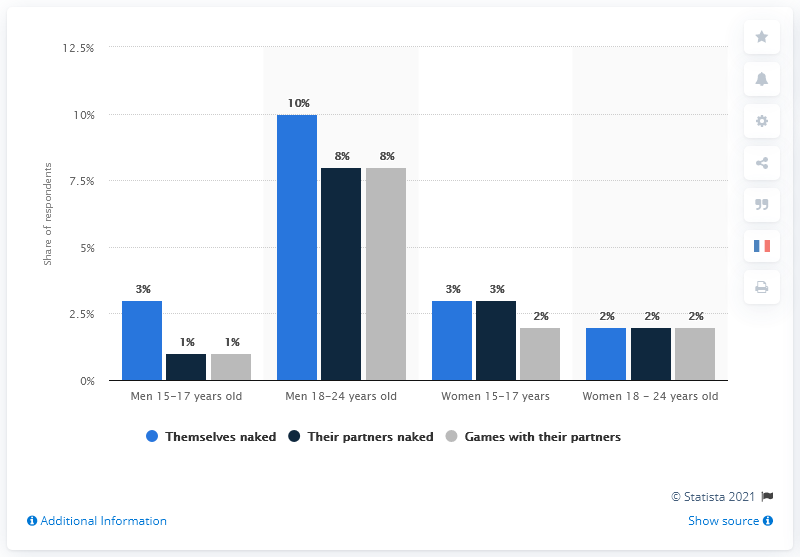 12.5%
10%
7.5%
5%
2.5%
0%
Share of respondents
3%
1%
1%
10%
8%
8%
3%
3%
2%
2%
2%
2%
Men 15-17 years old
Men 18-24 years old
Women 15-17 years
Women 18 - 24 years old
Themselves naked
Their partners naked
Games with their partners
© Statista 2021
Additional Information
Show source